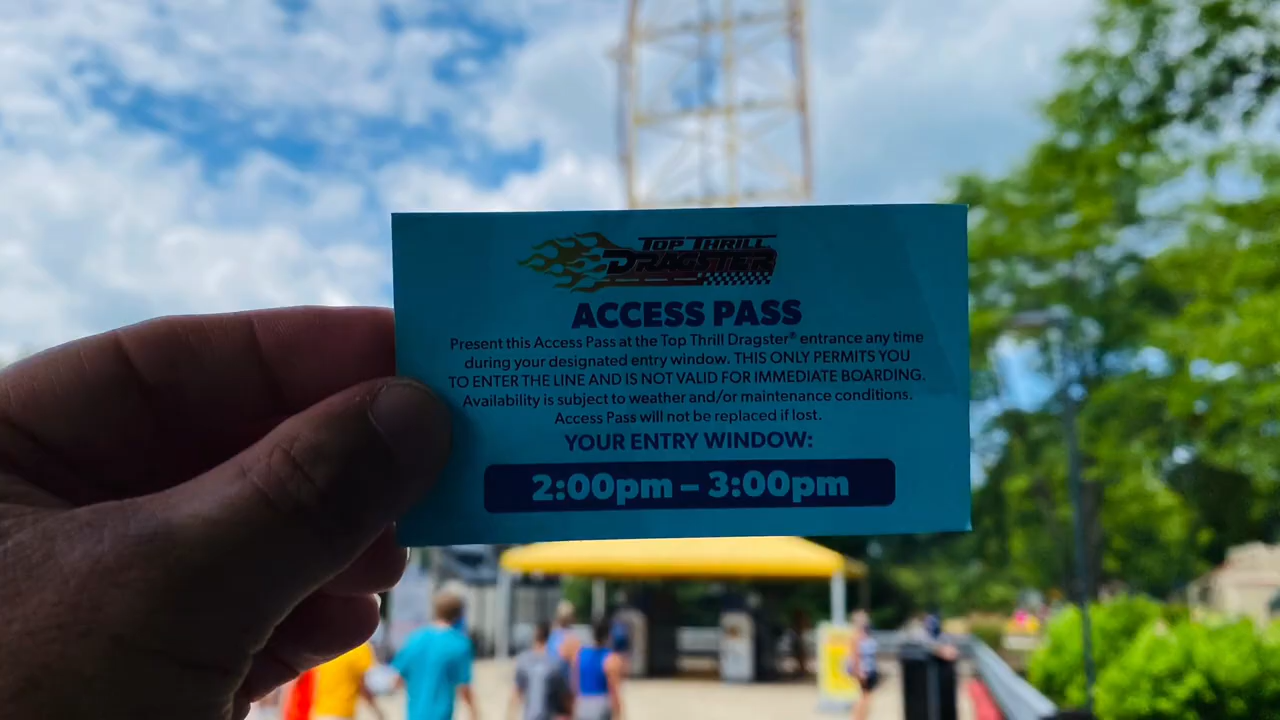 TOP THRILL
DRAGSTER
ACCESS PASS
Present this Access Pass at the Top Thrill Dragster® entrance any time
during your designated entry window. THIS ONLY PERMITS YOU
TO ENTER THE LINE AND IS NOT VALID FOR IMMEDIATE BOARDING.
Availability is subject to weather and/or maintenance conditions.
Access Pass will not be replaced if lost.
YOUR ENTRY WINDOW:
2:00pm – 3:00pm